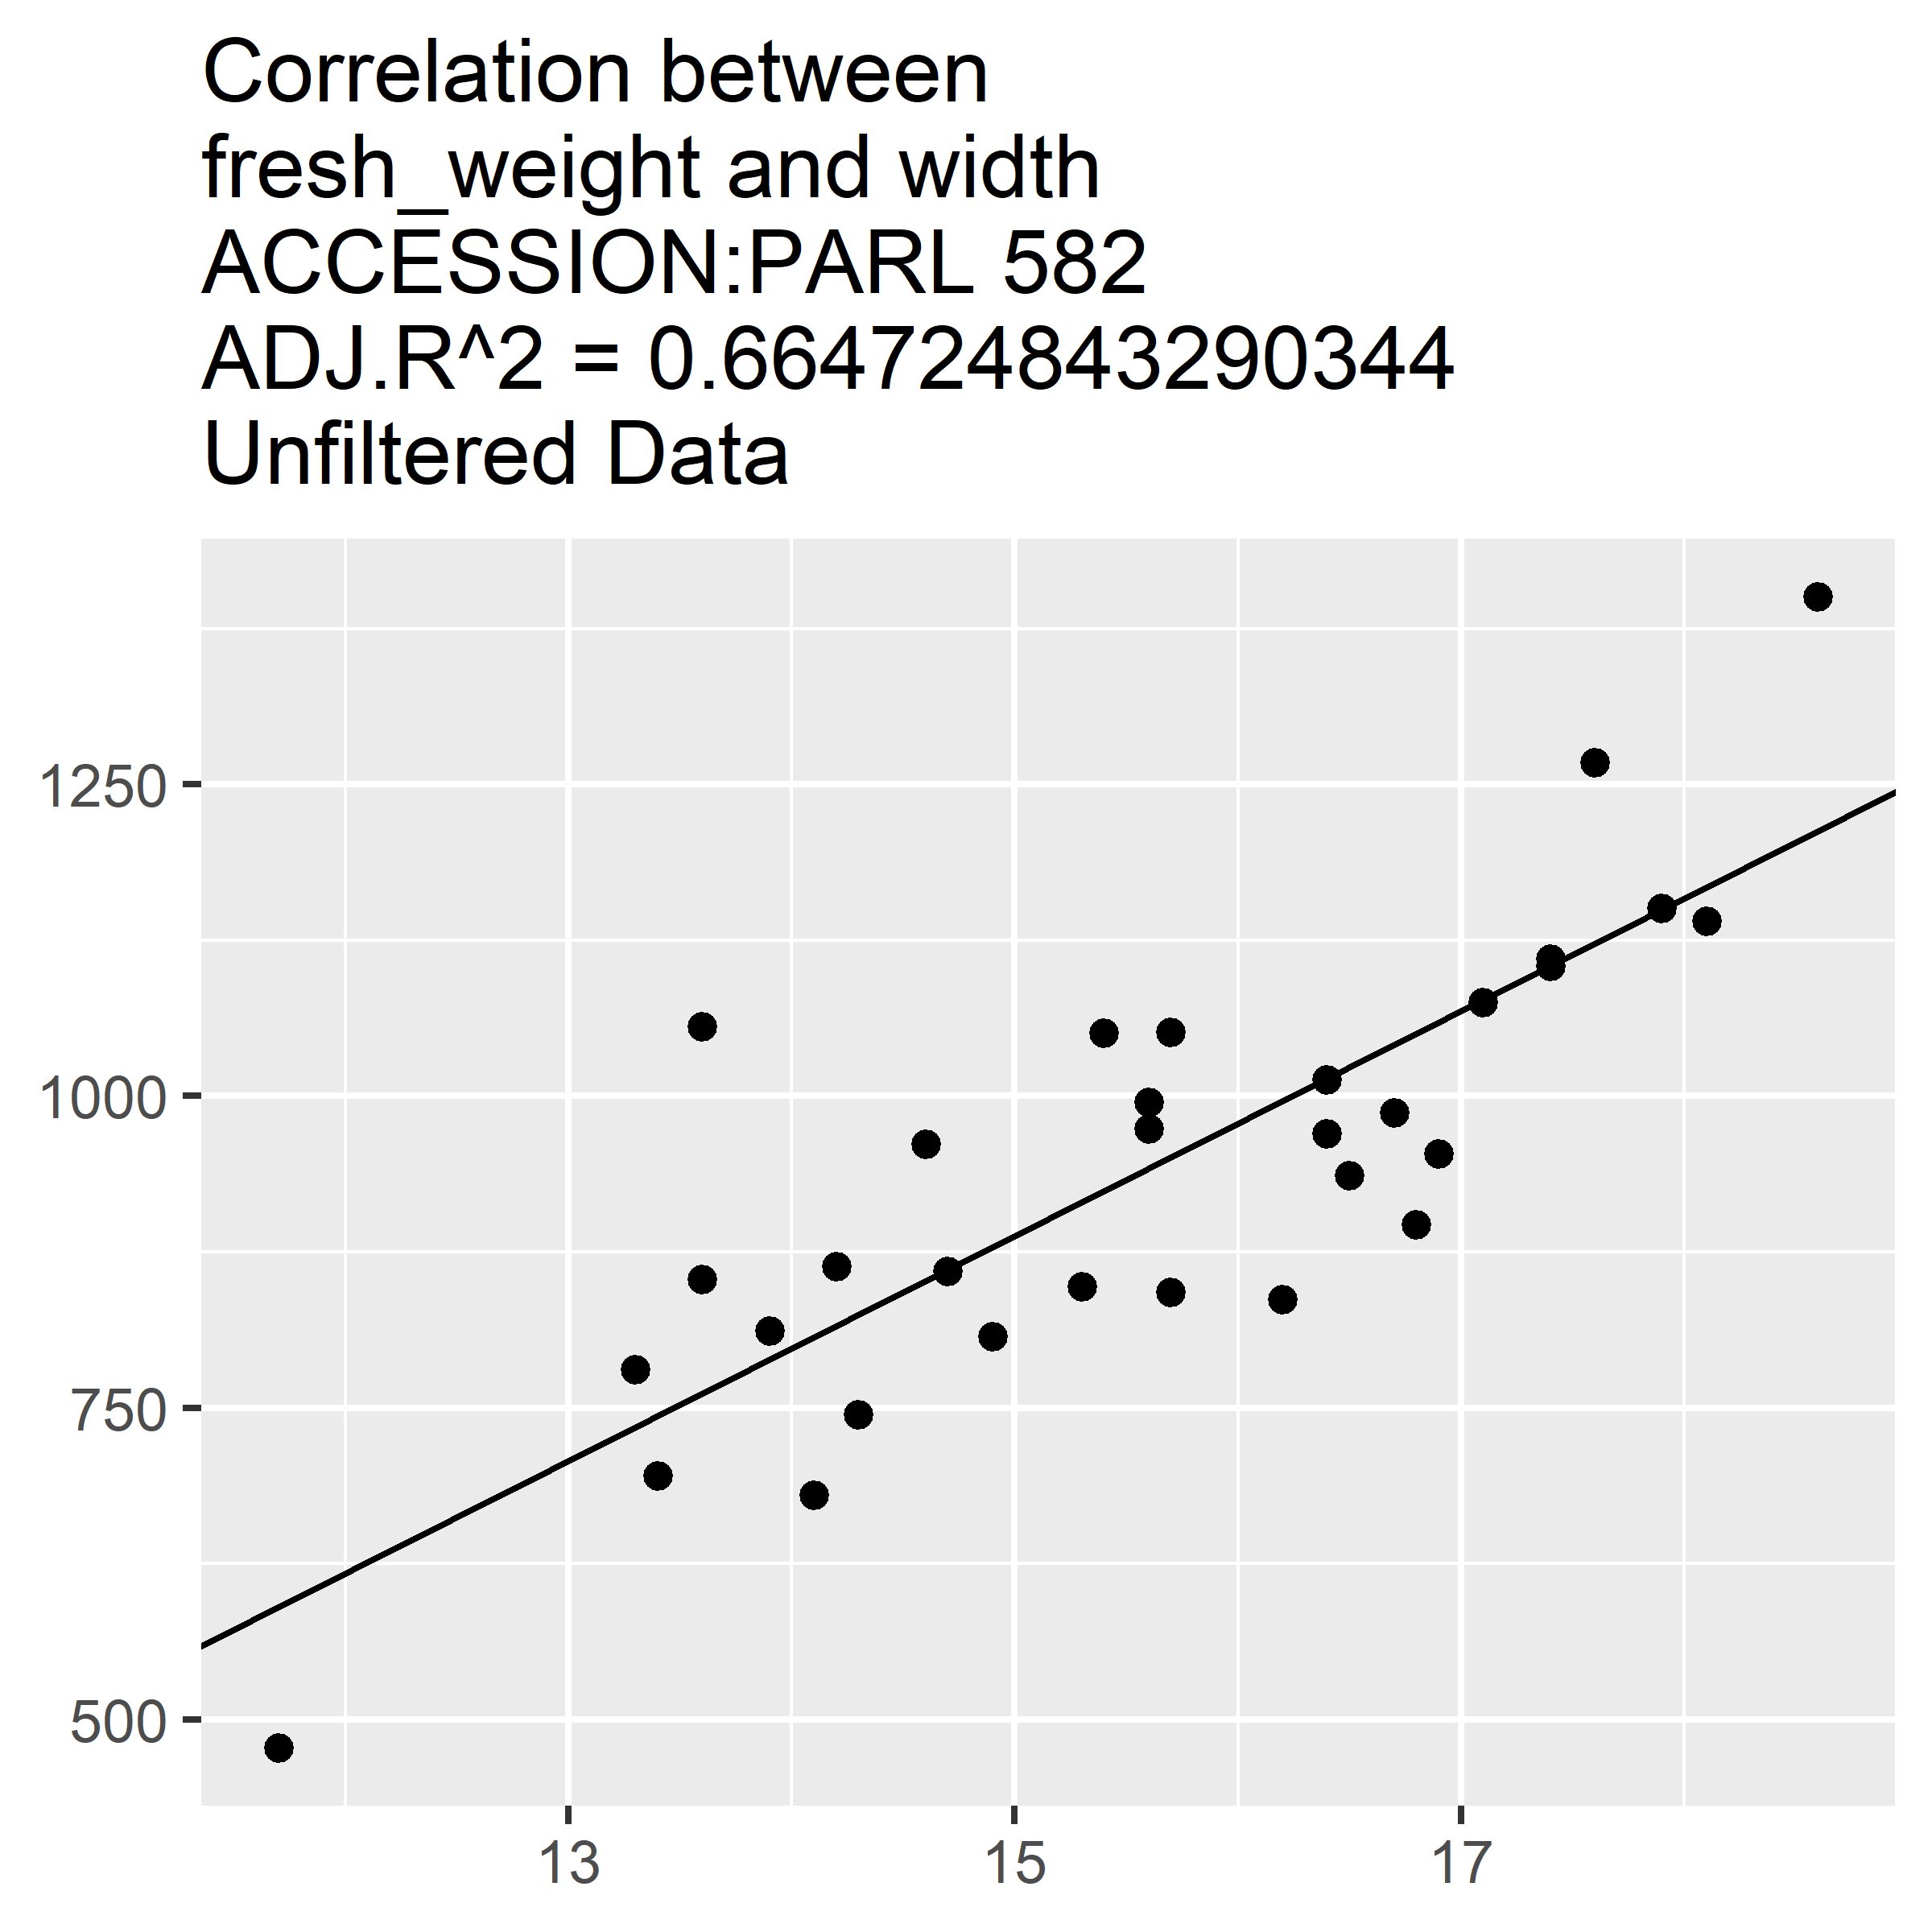 Correlation between
fresh_weight and width
ACCESSION:PARL 582
ADJ.R^2 = 0.664724843290344
Unfiltered Data
1250
1000
750
500
13 15 17